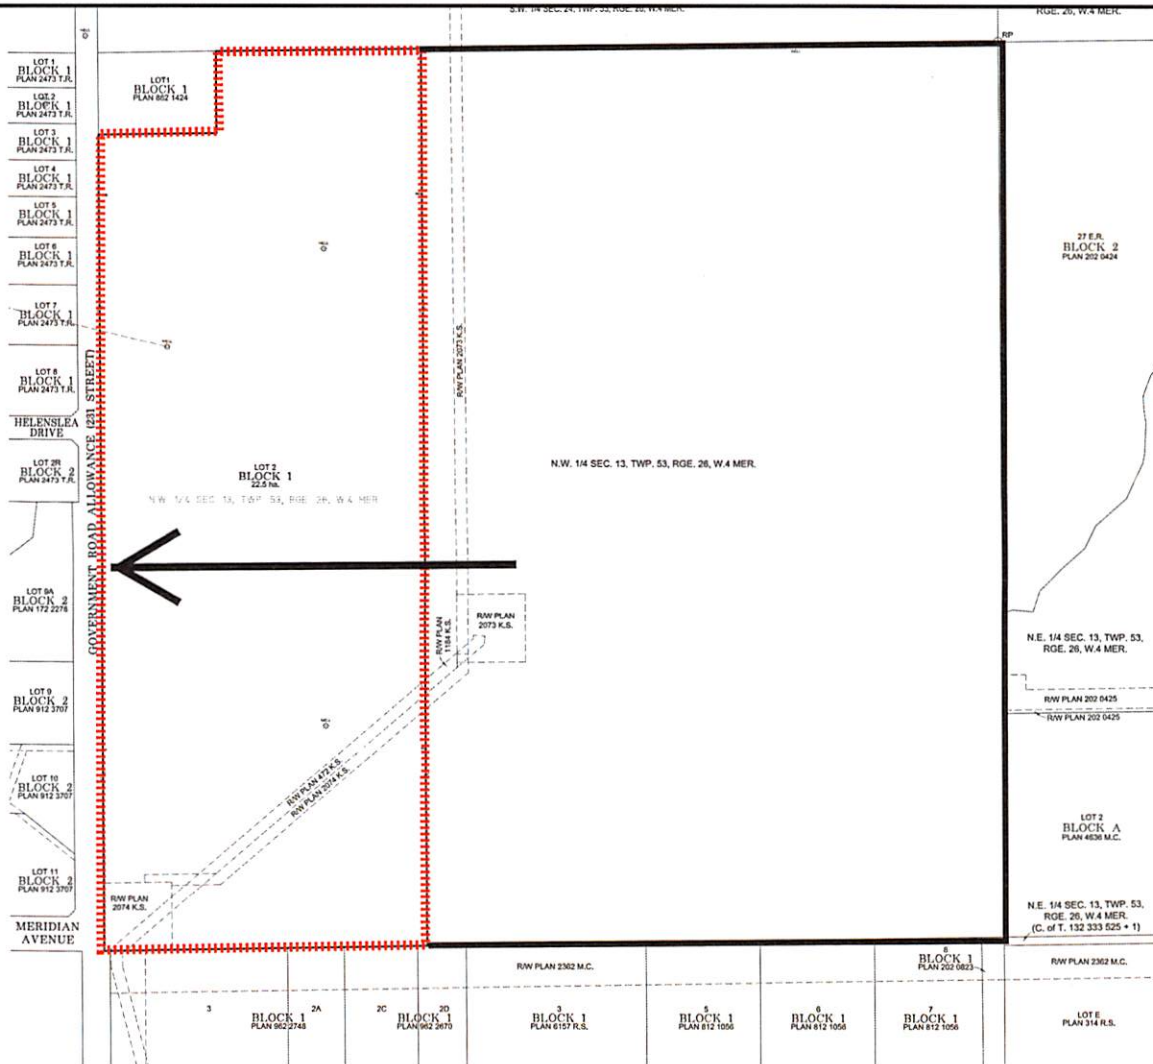 S.W. 1/4 SEC. 24, TWP. 53, RGE. 26, W.4 MER.
RGE. 26, W.4 MER.
RP
LOT 1
BLOCK 1
PLAN 2473 T.R.
LOT 2
BLOCK 1
PLAN 2473 T.R.
LOT 3
BLOCK 1
PLAN 2473 T.R.
LOT 4
BLOCK 1
PLAN 2473 T.R.
LOT 5
BLOCK 1
PLAN 2473 T.R.
LOT 6
BLOCK 1
PLAN 2473 T.R.
LOT 7
BLOCK 1
PLAN 2473 T.R.
LOT 8
BLOCK 1
PLAN 2473 T.R.
HELENSLEA
DRIVE
LOT 2R
BLOCK 2
PLAN 2473 T.R.
LOT 9A
BLOCK 2
PLAN 172 2278
LOT 9
BLOCK 2
PLAN 912 3707
LOT 10
BLOCK 2
PLAN 912 3707
LOT 11
BLOCK 2
PLAN 912 3707
MERIDIAN
AVENUE
GOVERNMENT ROAD ALLOWANCE (231 STREET)
LOT1
BLOCK 1
PLAN 862 1424
LOT 2
BLOCK 1
22.5 ha.
N.W. 1/4 SEC. 13, TWP. 53, RGE. 26, W.4 MER
R/W PLAN 2073 K.S.
N.W. 1/4 SEC. 13, TWP. 53, RGE. 26, W.4 MER.
R/W PLAN
1184 K.S.
R/W PLAN
2073 K.S.
R/W PLAN 472 K.S.
R/W PLAN 2074 K.S.
R/W PLAN
2074 K.S.
27 E.R.
BLOCK 2
PLAN 202 0424
N.E. 1/4 SEC. 13, TWP. 53,
RGE. 26, W.4 MER.
R/W PLAN 202 0425
R/W PLAN 202 0425
LOT 2
BLOCK A
PLAN 4636 M.C.
N.E. 1/4 SEC. 13, TWP. 53,
RGE. 26, W.4 MER.
(C. of T. 132 333 525 + 1)
R/W PLAN 2362 M.C.
8
BLOCK 1
PLAN 202 0823
R/W PLAN 2362 M.C.
3
2A
BLOCK 1
PLAN 962 2748
2C
2D
BLOCK 1
PLAN 962 2670
3
BLOCK 1
PLAN 6157 R.S.
5
BLOCK 1
PLAN 812 1056
6
BLOCK 1
PLAN 812 1056
7
BLOCK 1
PLAN 812 1056
LOT E
PLAN 314 R.S.